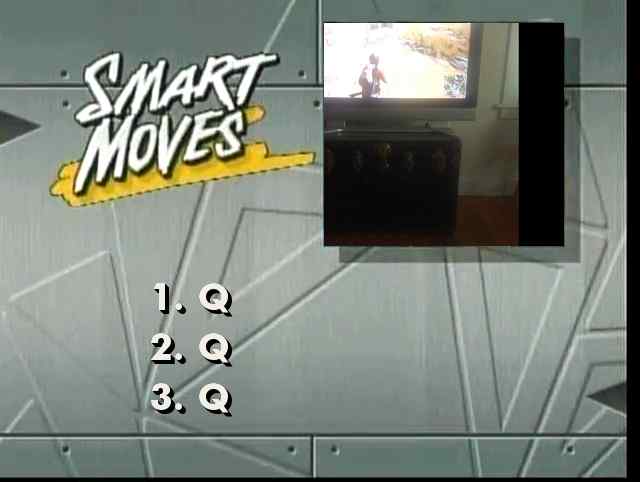 SMART
MOVES
1. Q
2. Q
3. Q